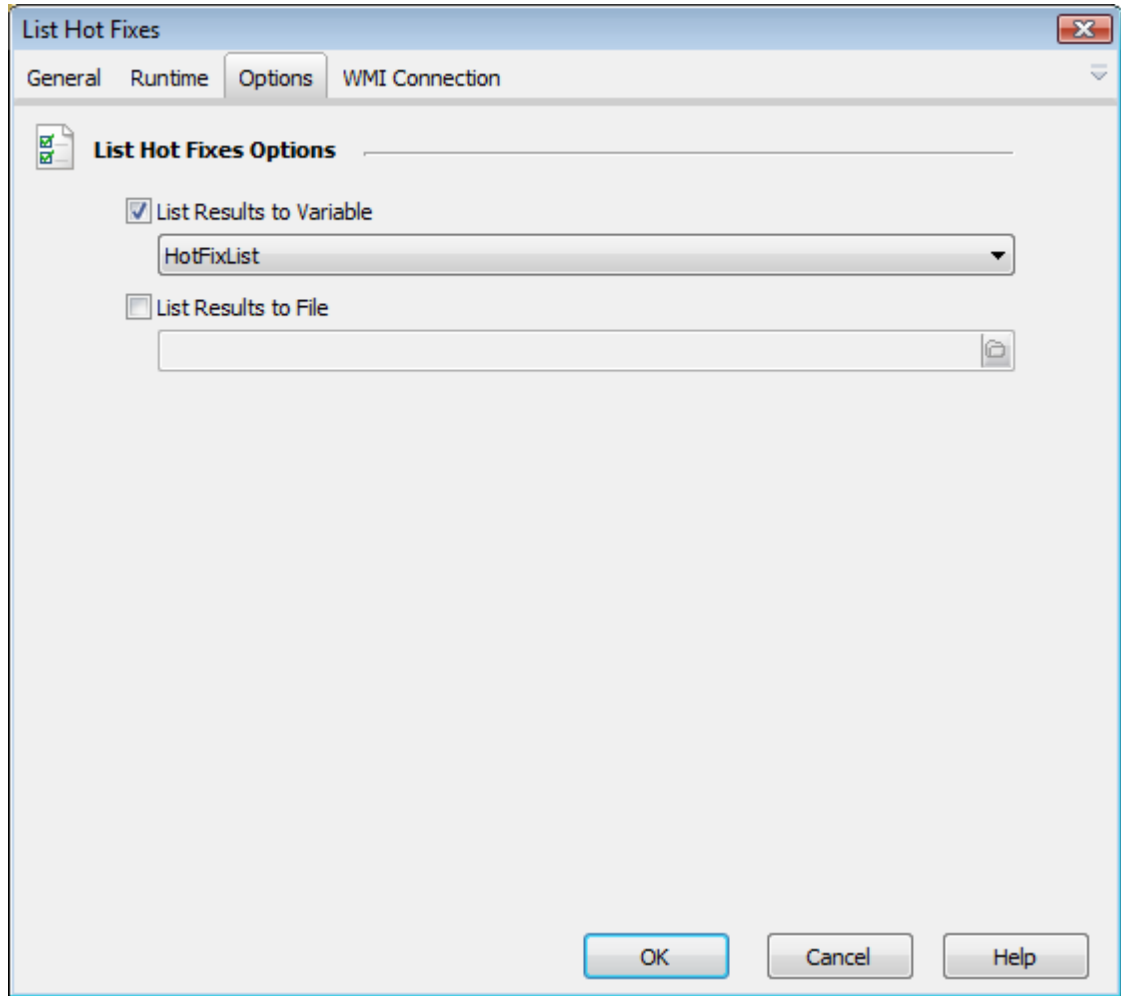 List Hot Fixes
General Runtime Options WMI Connection
List Hot Fixes Options
List Results to Variable
HotFixList
List Results to File
OK Cancel Help